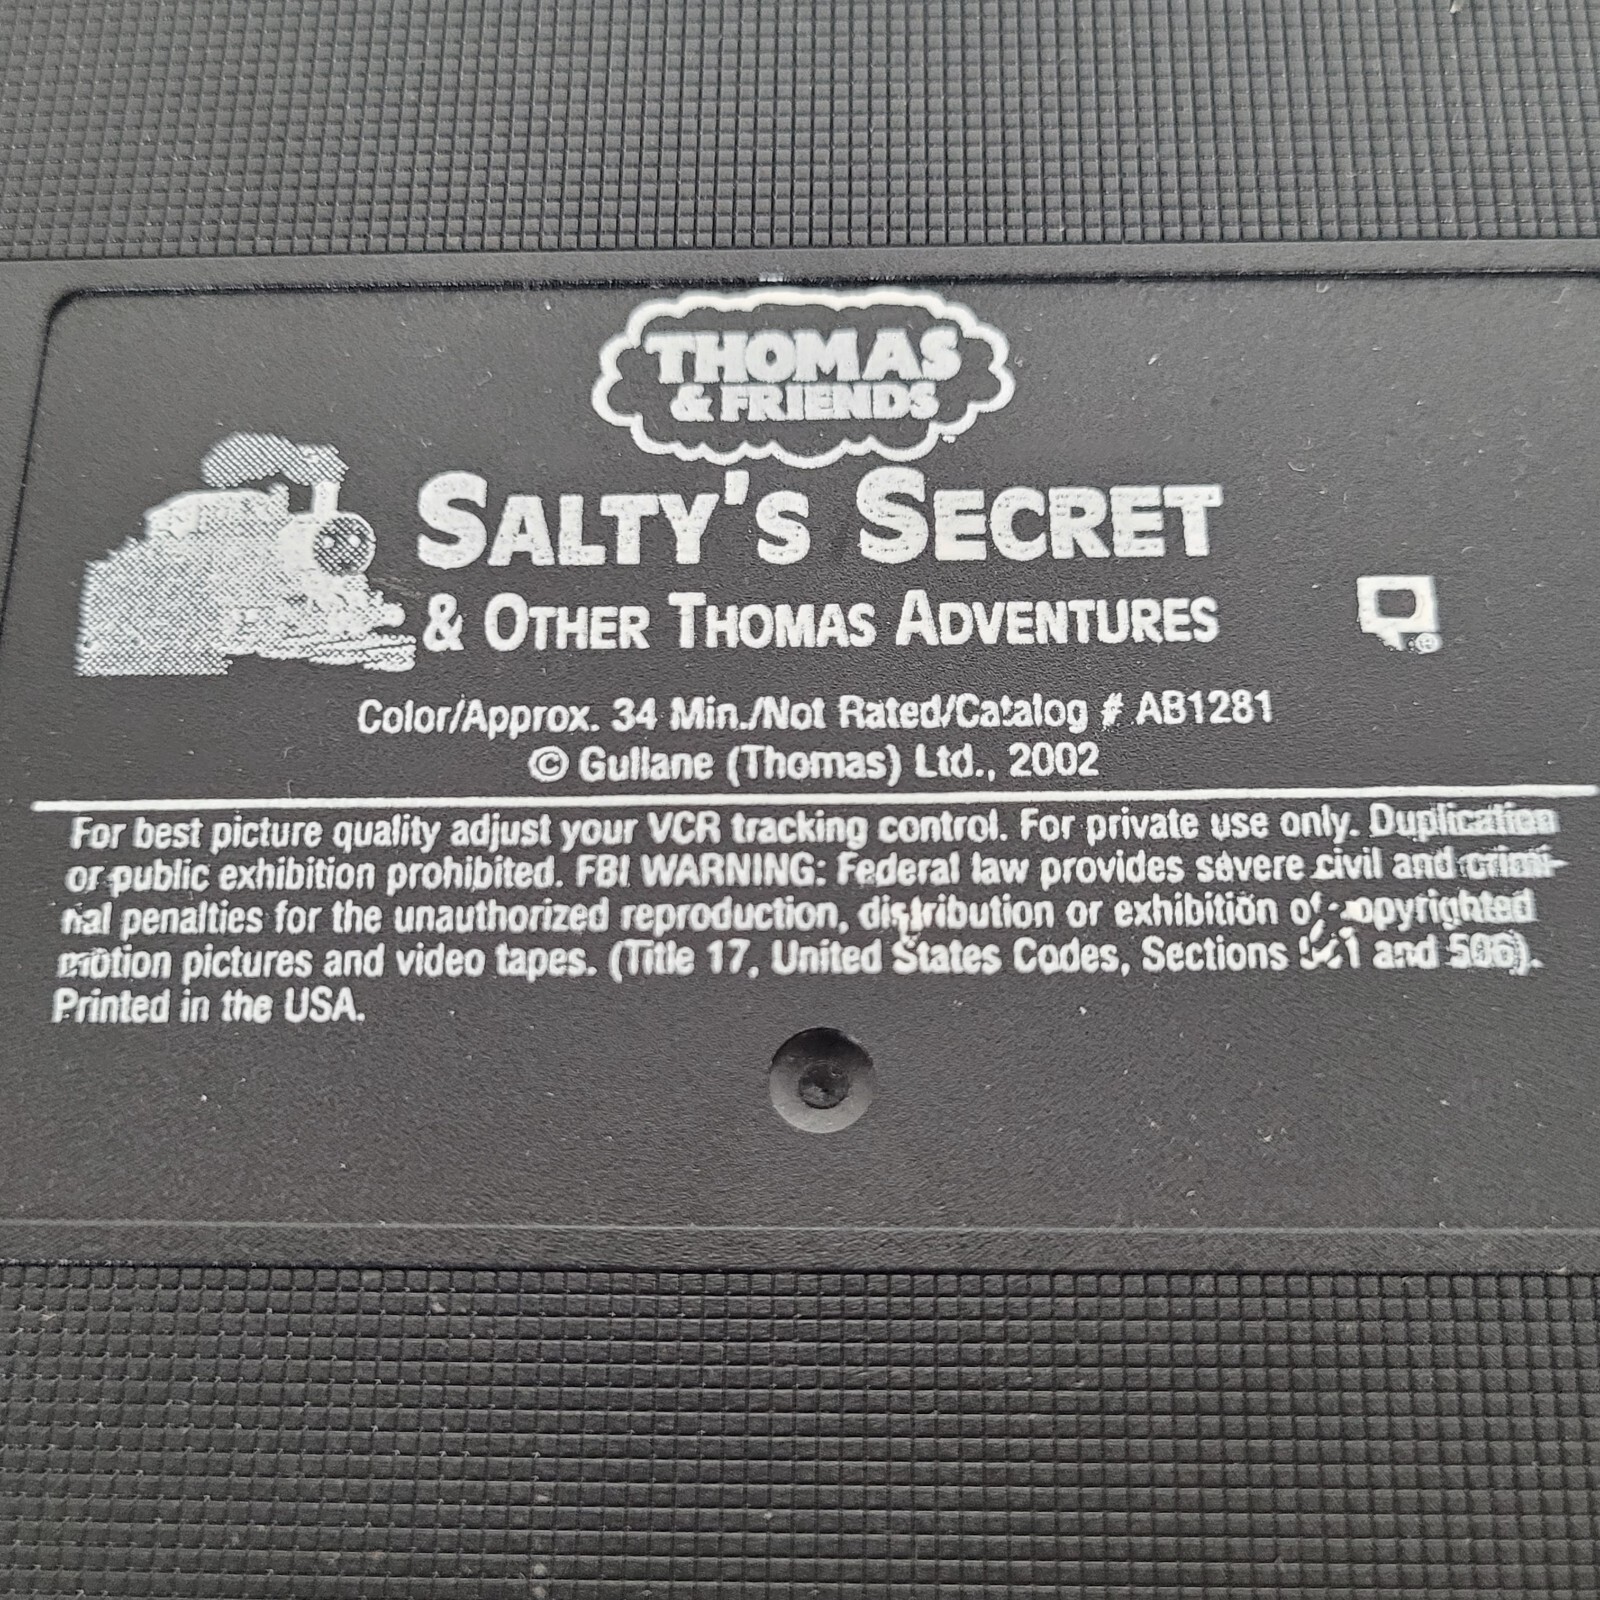 THOMAS
& FRIENDS
SALTY'S SECRET
& OTHER THOMAS ADVENTURES
Color/Approx. 34 Min./Not Rated/Catalog # AB1281
© Gullane (Thomas) Ltd., 2002
For best picture quality adjust your VCR tracking control. For private use only. Duplication
or public exhibition prohibited. FBI WARNING: Federal law provides severe civil and crimi-
nal penalties for the unauthorized reproduction, distribution or exhibition of copyrighted
motion pictures and video tapes. (Title 17, United States Codes, Sections and 506).
Printed in the USA.